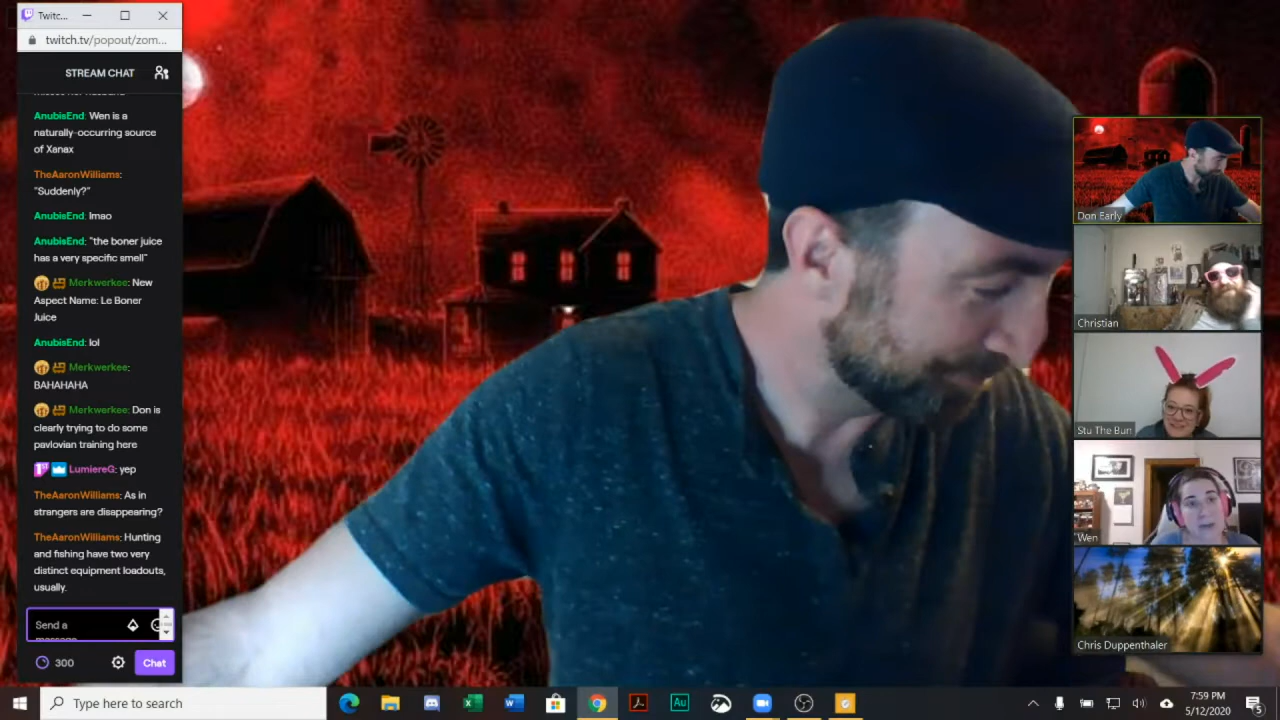 Twitc...
twitch.tv/popout/zom...
STREAM CHAT
AnubisEnd: Wen is a
naturally-occurring source
of Xanax
TheAaronWilliams:
"Suddenly?"
AnubisEnd: lmao
AnubisEnd: "the boner juice
has a very specific smell"
Merkwerkee: New
Aspect Name: Le Boner
Juice
AnubisEnd: lol
Merkwerkee:
BAHAHAHA
Merkwerkee: Don is
clearly trying to do some
pavlovian training here
LumiereG: yep
TheAaronWilliams: As in
strangers are disappearing?
TheAaronWilliams: Hunting
and fishing have two very
distinct equipment loadouts,
usually.
Send a
300
Chat
Don Early
Christian
Stu The Bun
Wen
Chris Duppenthaler
Type here to search
Au
7:59 PM
5/12/2020
5